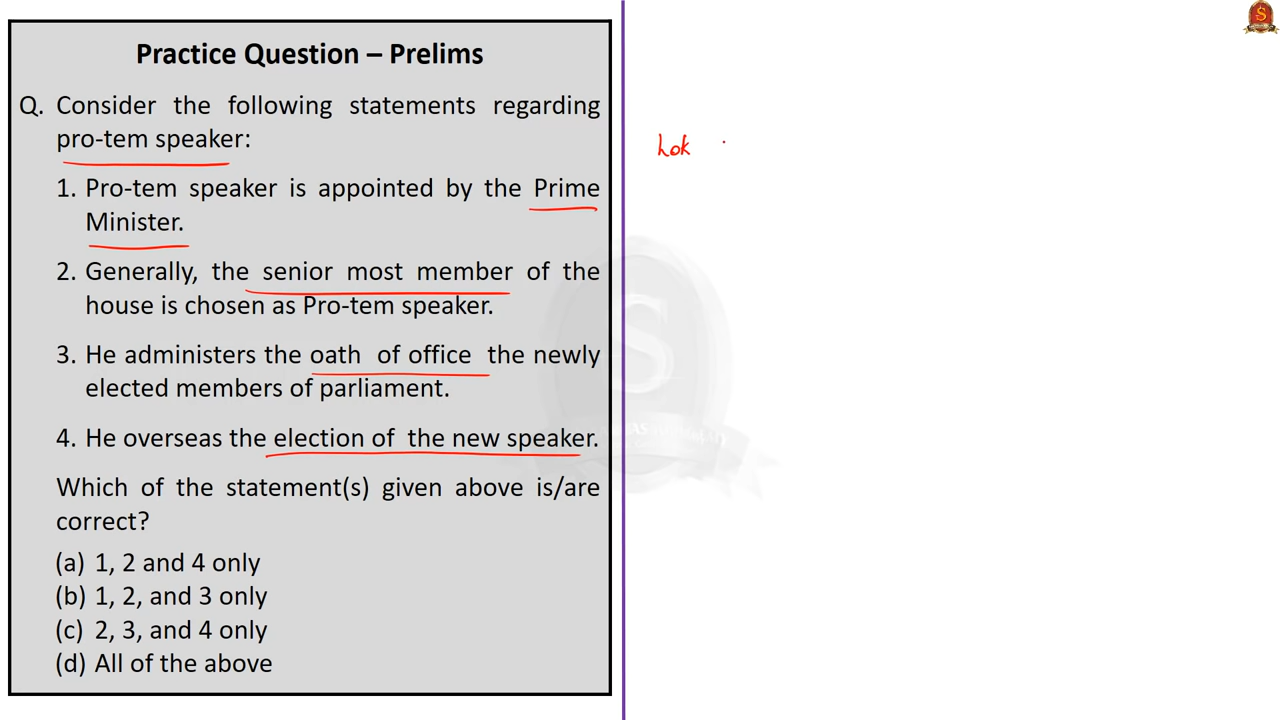 Practice Question – Prelims
Q. Consider the following statements regarding
pro-tem speaker:
1. Pro-tem speaker is appointed by the Prime
Minister.
2. Generally, the senior most member of the
house is chosen as Pro-tem speaker.
3. He administers the oath of office the newly
elected members of parliament.
4. He overseas the election of the new speaker.
Which of the statement(s) given above is/are
correct?
(a) 1, 2 and 4 only
(b) 1, 2, and 3 only
(c) 2, 3, and 4 only
(d) All of the above
Lok
S